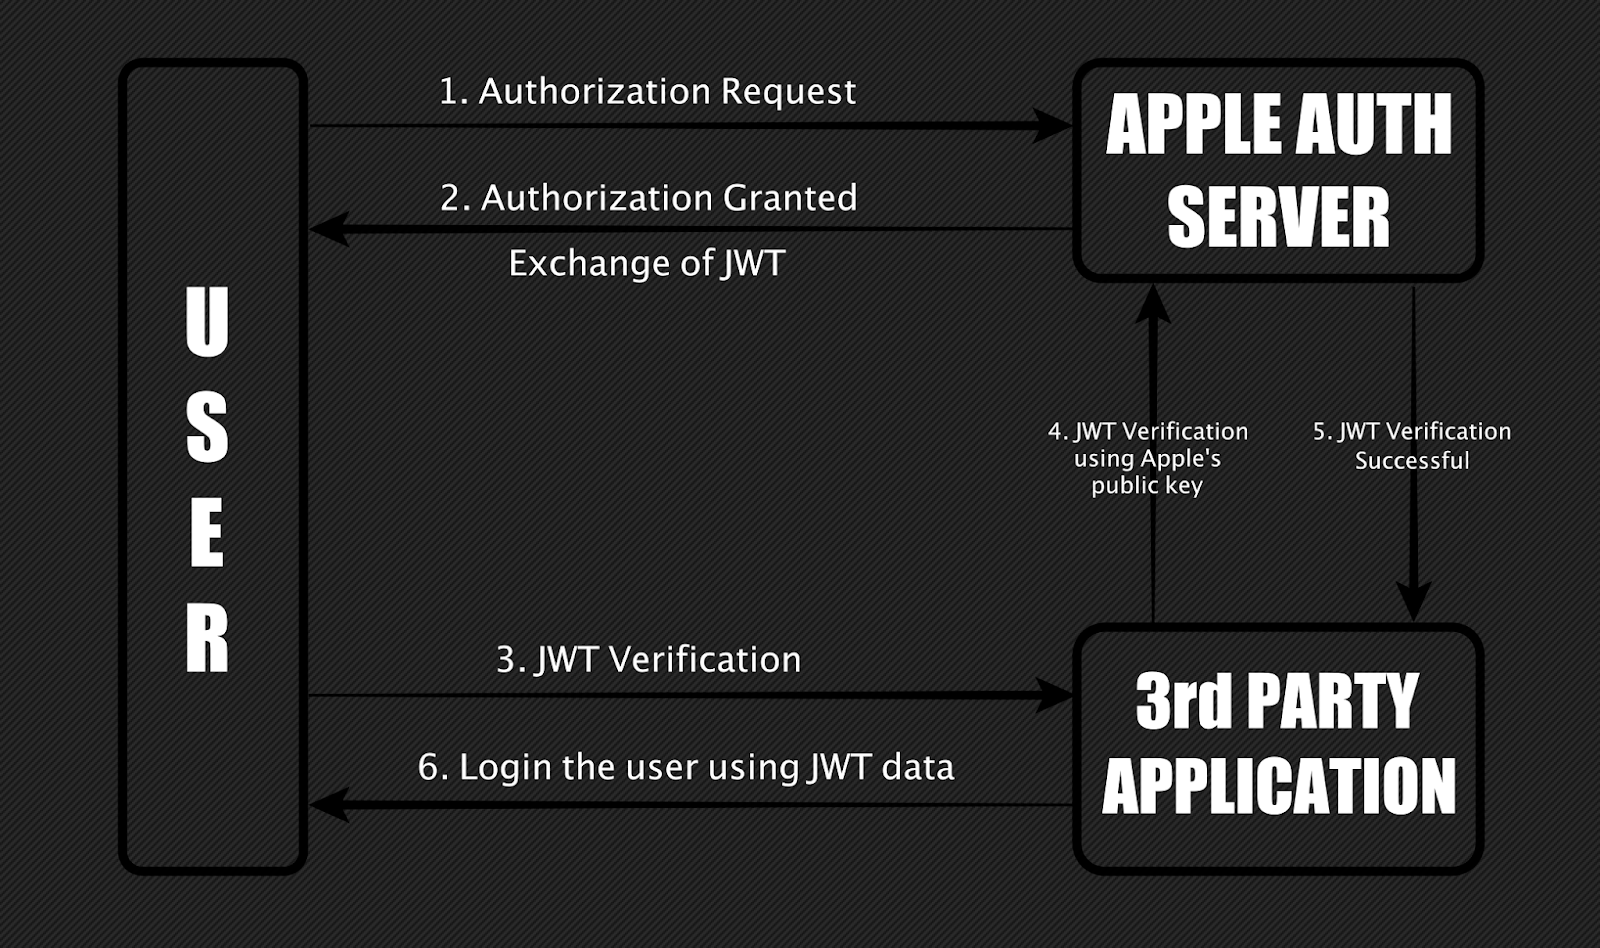 1. Authorization Request
APPLE AUTH
SERVER
2. Authorization Granted
Exchange of JWT
U
S
E
R
4. JWT Verification
using Apple's
public key
5. JWT Verification
Successful
3. JWT Verification
6. Login the user using JWT data
3rd PARTY
APPLICATION